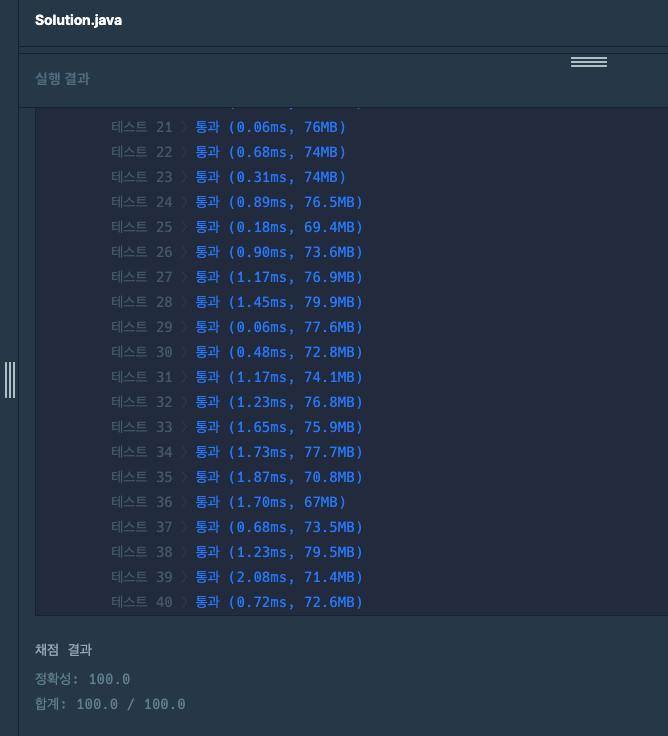 Solution.java
실행 결과
테스트 21 > 통과 (0.06ms, 76MB)
테스트 22 > 통과 (0.68ms, 74MB)
테스트 23 > 통과 (0.31ms, 74MB)
테스트 24 > 통과 (0.89ms, 76.5MB)
테스트 25 > 통과 (0.18ms, 69.4MB)
테스트 26 > 통과 (0.90ms, 73.6MB)
테스트 27 > 통과 (1.17ms, 76.9MB)
테스트 28 > 통과 (1.45ms, 79.9MB)
테스트 29 > 통과 (0.06ms, 77.6MB)
테스트 30 > 통과 (0.48ms, 72.8MB)
테스트 31 > 통과 (1.17ms, 74.1MB)
테스트 32 > 통과 (1.23ms, 76.8MB)
테스트 33 > 통과 (1.65ms, 75.9MB)
테스트 34 > 통과 (1.73ms, 77.7MB)
테스트 35 > 통과 (1.87ms, 70.8MB)
테스트 36 > 통과 (1.70ms, 67MB)
테스트 37 > 통과 (0.68ms, 73.5MB)
테스트 38 > 통과 (1.23ms, 79.5MB)
테스트 39 > 통과 (2.08ms, 71.4MB)
테스트 40 > 통과 (0.72ms, 72.6MB)
채점 결과
정확성: 100.0
합계: 100.0 / 100.0